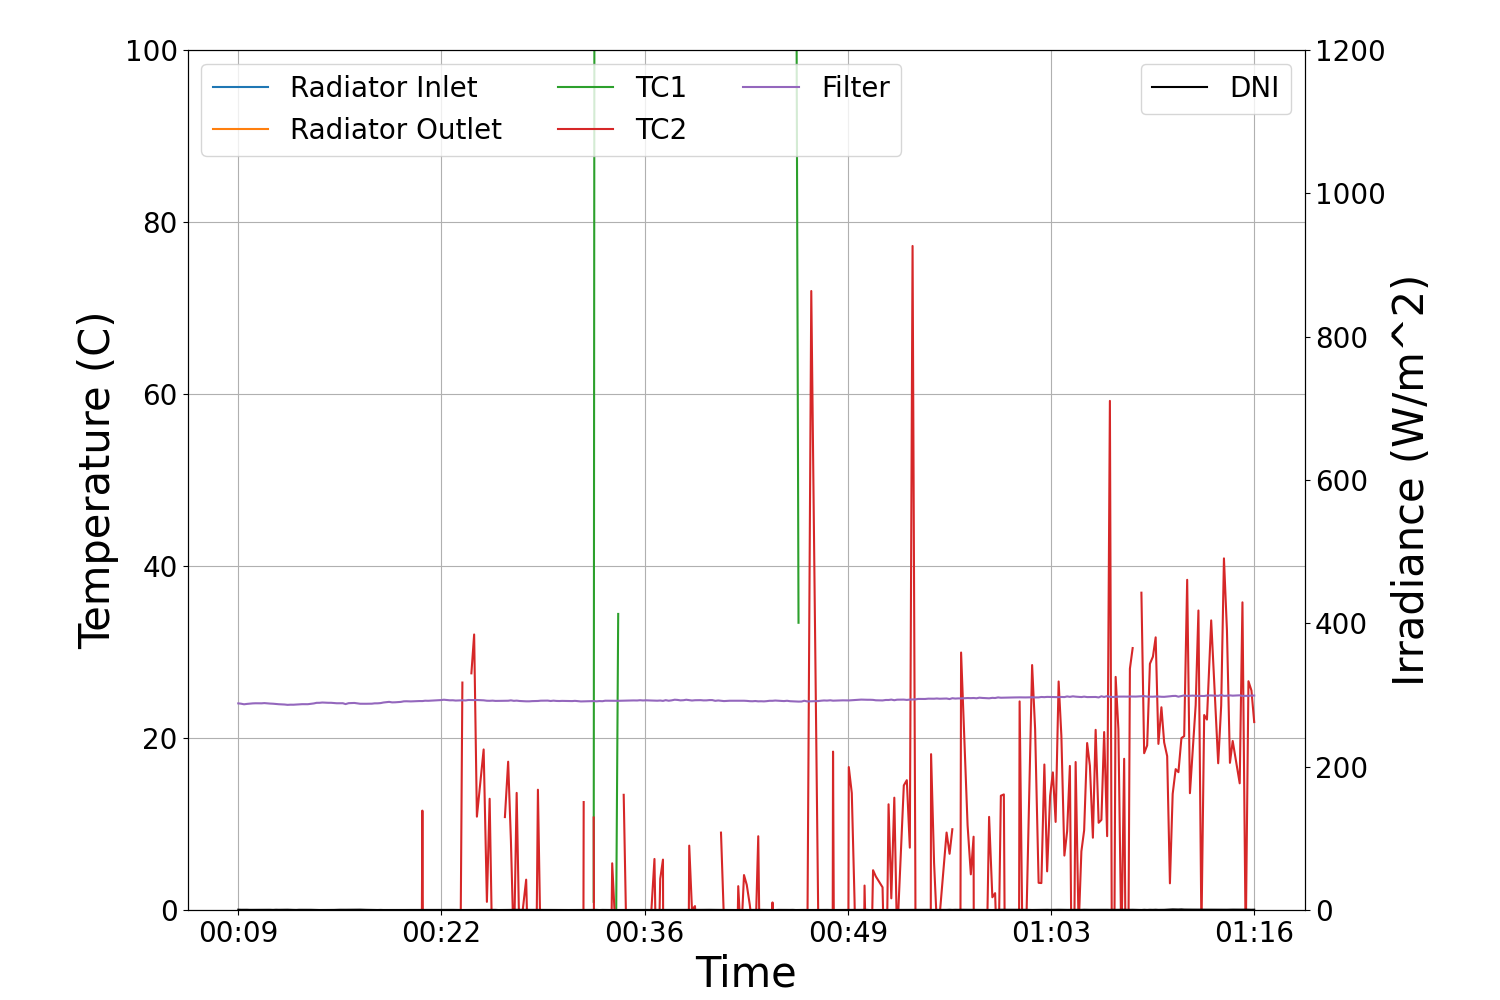 Radiator Inlet
Radiator Outlet
TC1
TC2
Filter
DNI
100
80
60
40
20
0
Temperature (C)
1200
1000
800
600
400
200
0
Irradiance (W/m^2)
00:09 00:22 00:36 00:49 01:03 01:16
Time